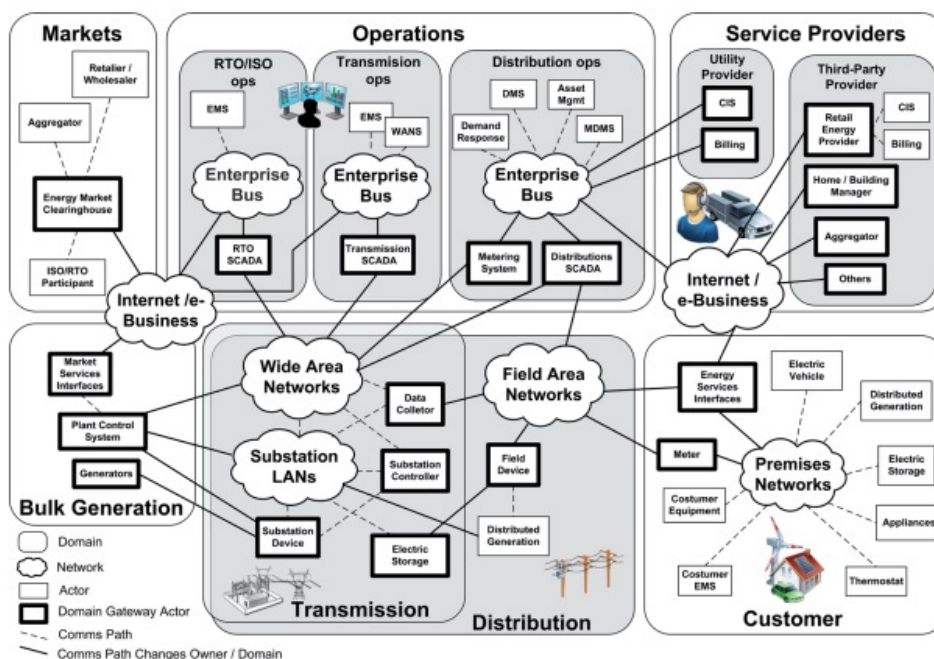 Markets
Retalier /
Wholesaler
Aggregator
Energy Market
Clearinghouse
ISO/RTO
Participant
Internet /e-
Business
Operations
RTO/ISO
ops
EMS
Enterprise
Bus
RTO
SCADA
Transmision
ops
EMS
WANS
Enterprise
Bus
Transmission
SCADA
Distribution ops
DMS
Asset
Mgmt
Demand
Response
MDMS
Enterprise
Bus
Metering
System
Distributions
SCADA
Service Providers
Utility
Provider
CIS
Billing
Third-Party
Provider
Retail
Energy
Provider
CIS
Billing
Home / Building
Manager
Aggregator
Others
Internet /
e-Business
Market
Services
Interfaces
Plant Control
System
Generators
Bulk Generation
Wide Area
Networks
Data
Colletor
Substation
LANs
Substation
Controller
Substation
Device
Electric
Storage
Transmission
Field Area
Networks
Field
Device
Distributed
Generation
Distribution
Energy
Services
Interfaces
Meter
Electric
Vehicle
Distributed
Generation
Premises
Networks
Electric
Storage
Costumer
Equipment
Appliances
Costumer
EMS
Thermostat
Customer
Domain
Network
Actor
Domain Gateway Actor
Comms Path
Comms Path Changes Owner / Domain